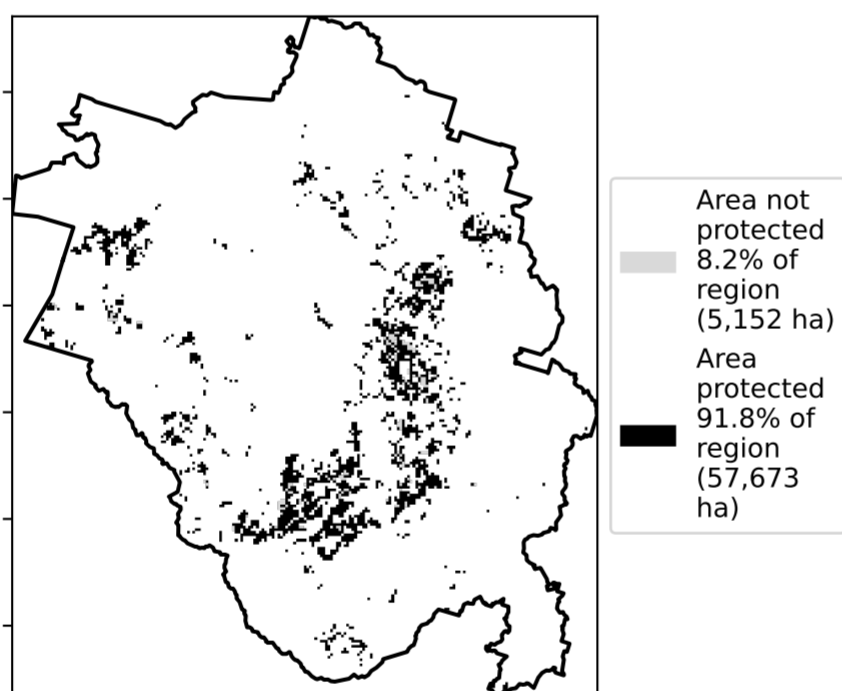 Area not
protected
8.2% of
region
(5,152 ha)
Area
protected
91.8% of
region
(57,673
ha)